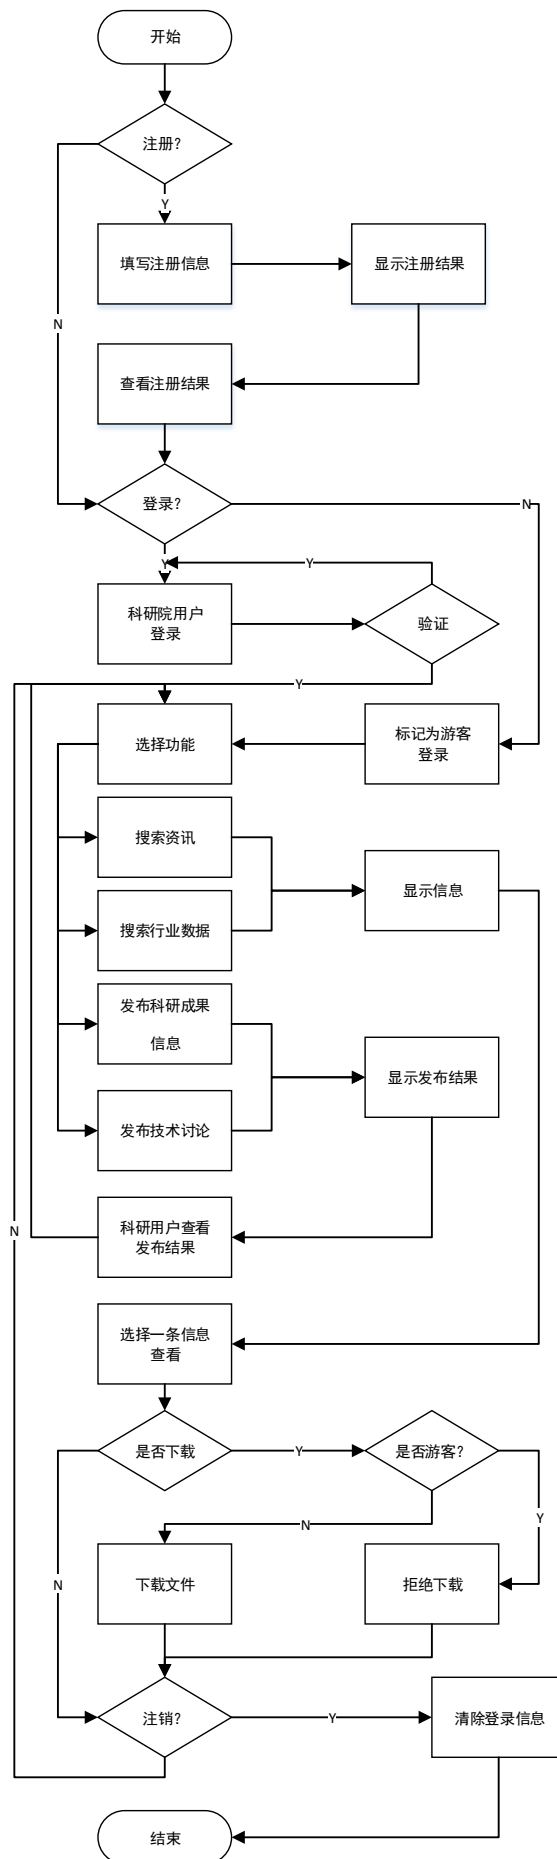 开始
注册?
Y
填写注册信息
显示注册结果
N
查看注册结果
登录?
N
Y
Y
科研院用户
登录
验证
Y
选择功能
标记为游客
登录
搜索资讯
显示信息
搜索行业数据
发布科研成果
信息
显示发布结果
发布技术讨论
N
科研用户查看
发布结果
选择一条信息
查看
是否下载
Y
是否游客?
N
Y
下载文件
拒绝下载
N
注销?
Y
清除登录信息
结束